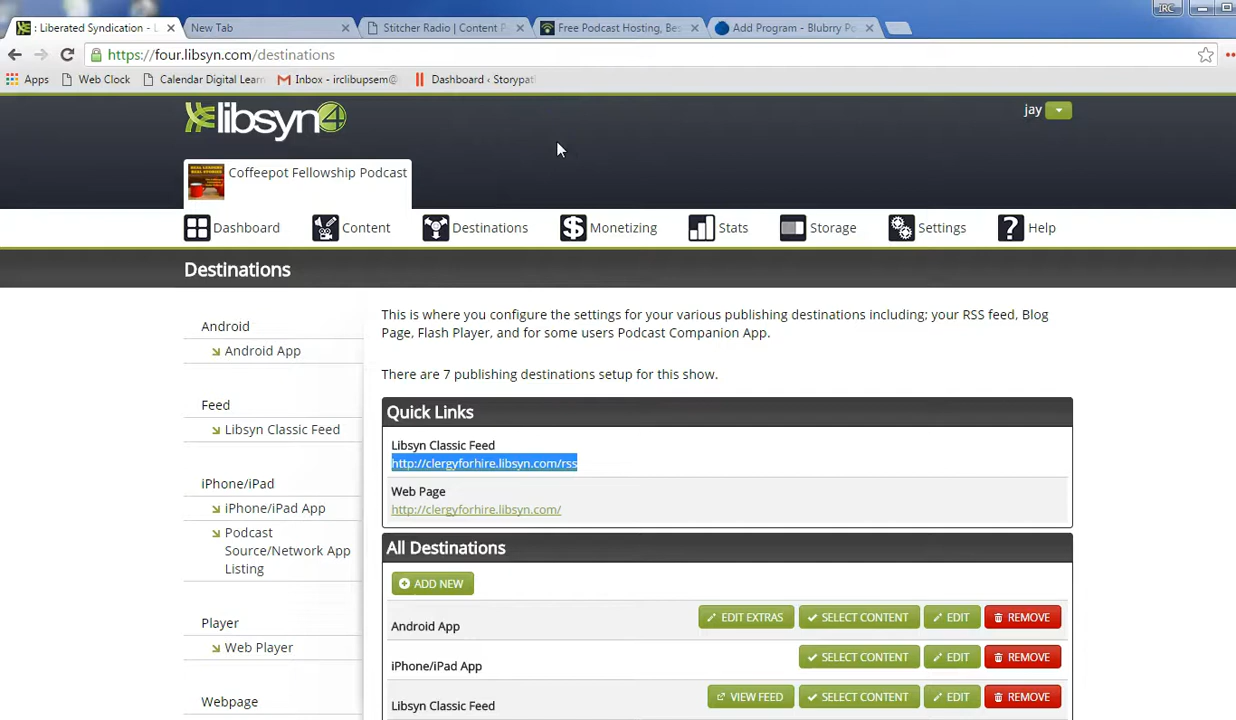 IRC
: Liberated Syndication - L
New Tab
Stitcher Radio | Content P
Free Podcast Hosting, Bes
Add Program - Blubrry Po
https://four.libsyn.com/destinations
Apps
Web Clock
Calendar Digital Learn
Inbox - irclibupsem@
Dashboard ‹ Storypati
libsyn4
jay
Coffeepot Fellowship Podcast
Dashboard
Content
Destinations
Monetizing
Stats
Storage
Settings
? Help
Destinations
Android
Android App
Feed
Libsyn Classic Feed
iPhone/iPad
iPhone/iPad App
Podcast
Source/Network App
Listing
Player
Web Player
Webpage
This is where you configure the settings for your various publishing destinations including; your RSS feed, Blog
Page, Flash Player, and for some users Podcast Companion App.
There are 7 publishing destinations setup for this show.
Quick Links
Libsyn Classic Feed
http://clergyforhire.libsyn.com/rss
Web Page
http://clergyforhire.libsyn.com/
All Destinations
ADD NEW
Android App
EDIT EXTRAS
SELECT CONTENT
EDIT
REMOVE
iPhone/iPad App
SELECT CONTENT
EDIT
REMOVE
Libsyn Classic Feed
VIEW FEED
SELECT CONTENT
EDIT
REMOVE